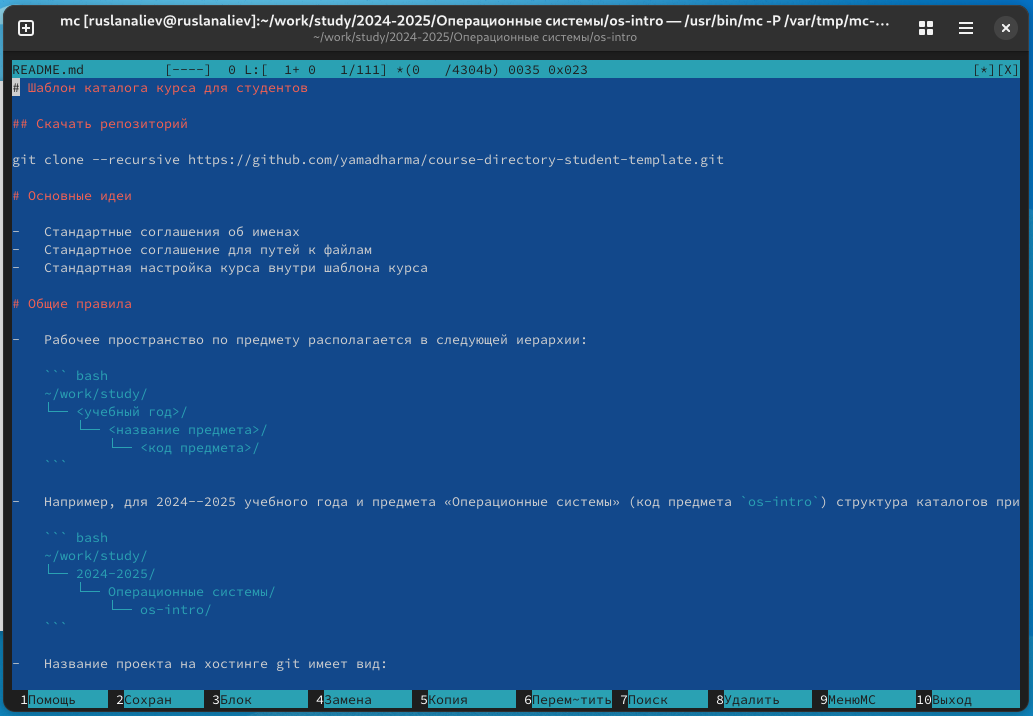 mc [ruslanaliev@ruslanaliev]:~/work/study/2024-2025/Операционные системы/os-intro — /usr/bin/mc -P /var/tmp/mc-…
~/work/study/2024-2025/Операционные системы/os-intro
README.md          [----]  0 L:[  1+ 0   1/111] *(0   /4304b) 0035 0x023 [*][X]
# Шаблон каталога курса для студентов
## Скачать репозиторий
git clone --recursive https://github.com/yamadharma/course-directory-student-template.git
# Основные идеи
-   Стандартные соглашения об именах
-   Стандартное соглашение для путей к файлам
-   Стандартная настройка курса внутри шаблона курса
# Общие правила
-   Рабочее пространство по предмету располагается в следующей иерархии:
    ``` bash
    ~/work/study/
    └── <учебный год>/
        └── <название предмета>/
            └── <код предмета>/
    ```
-   Например, для 2024--2025 учебного года и предмета «Операционные системы» (код предмета `os-intro`) структура каталогов при
    ``` bash
    ~/work/study/
    └── 2024-2025/
        └── Операционные системы/
            └── os-intro/
    ```
-   Название проекта на хостинге git имеет вид:
1Помощь 2Сохран 3Блок 4Замена 5Копия 6Перем~тить 7Поиск 8Удалить 9МенюMC 10Выход